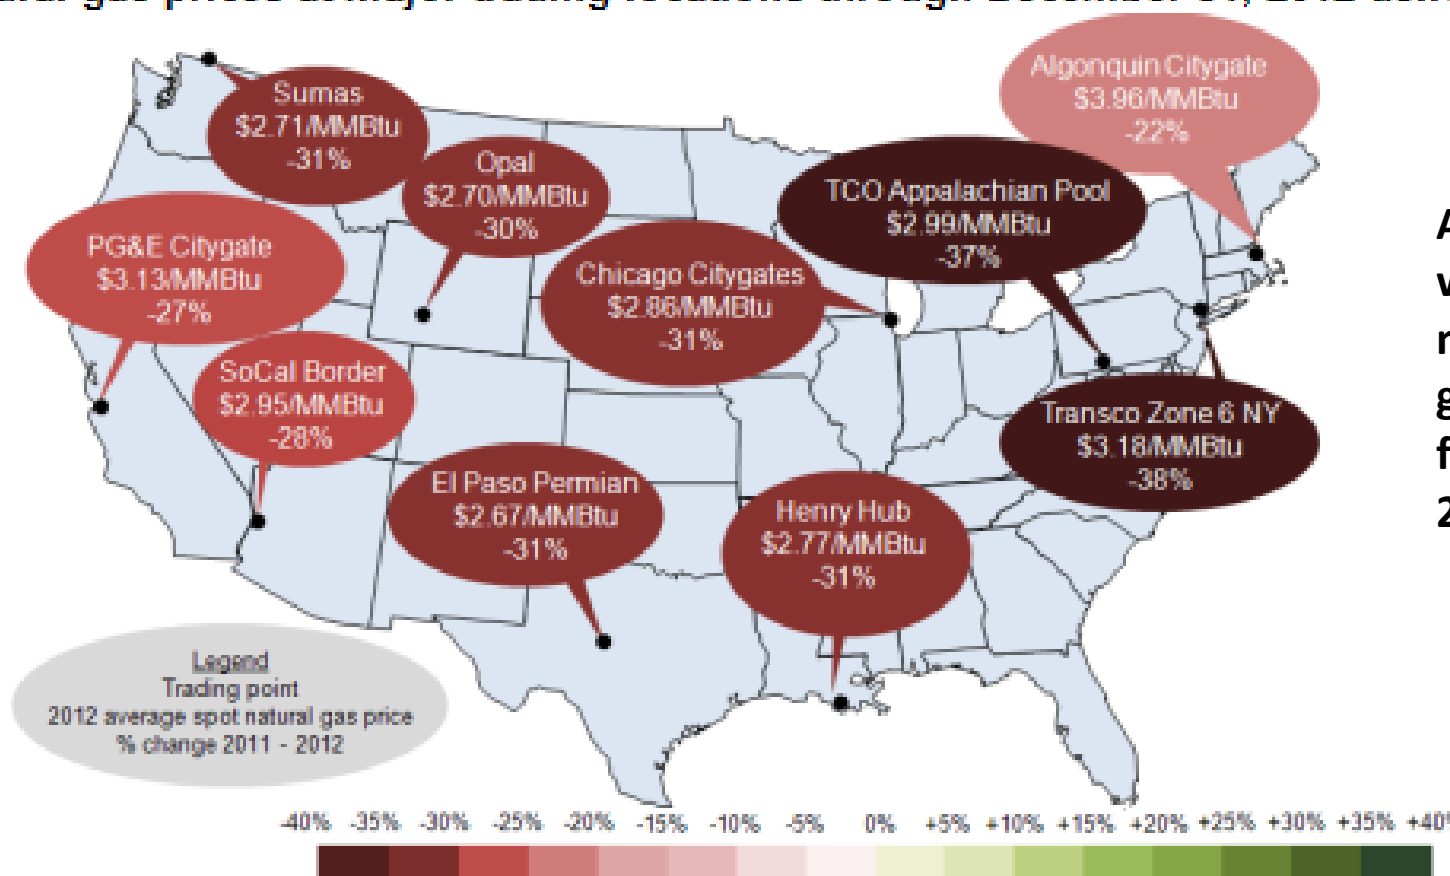 Algonquin Citygate
$3.96/MMBtu
-22%
Sumas
$2.71/MMBtu
-31%
Opal
$2.70/MMBtu
-30%
TCO Appalachian Pool
$2.99/MMBtu
-37%
PG&E Citygate
$3.13/MMBtu
-27%
Chicago Citygates
$2.86/MMBtu
-31%
SoCal Border
$2.95/MMBtu
-28%
Transco Zone 6 NY
$3.18/MMBtu
-38%
El Paso Permian
$2.67/MMBtu
-31%
Henry Hub
$2.77/MMBtu
-31%
Legend
Trading point
2012 average spot natural gas price
% change 2011 - 2012
-40% -35% -30% -25% -20% -15% -10% -5% 0% +5% +10% +15% +20% +25% +30% +35% +40%